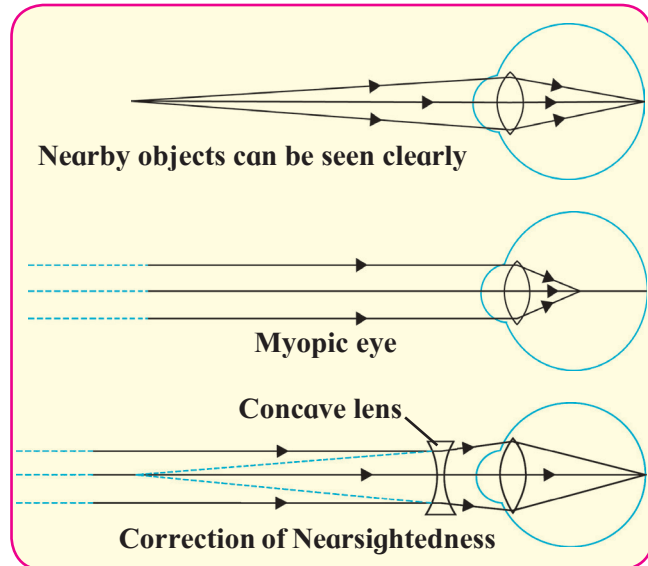 Nearby objects can be seen clearly
Myopic eye
Concave lens
Correction of Nearsightedness